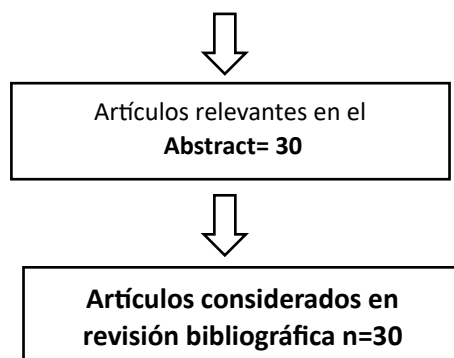 Artículos relevantes en el
Abstract= 30
Artículos considerados en
revisión bibliográfica n=30